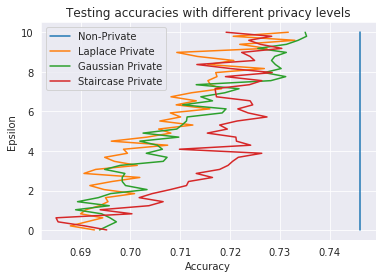 Testing accuracies with different privacy levels
Non-Private
Laplace Private
Gaussian Private
Staircase Private
Epsilon
10
8
6
4
2
0
0.69 0.70 0.71 0.72 0.73 0.74
Accuracy